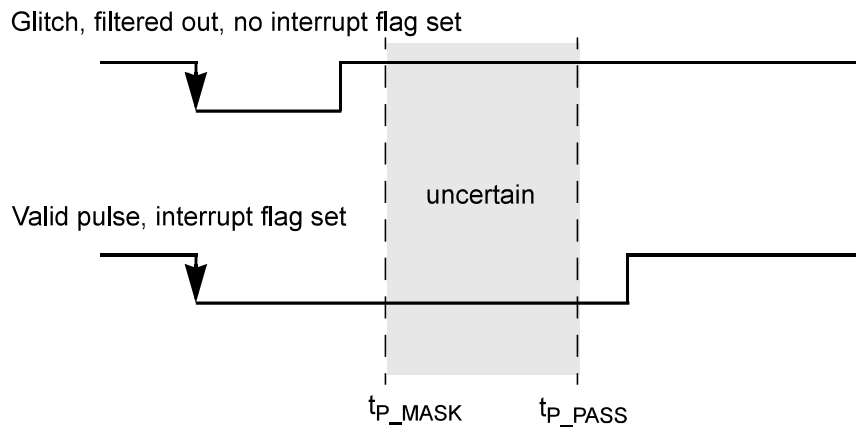 Glitch, filtered out, no interrupt flag set
uncertain
Valid pulse, interrupt flag set
tP_MASK tP_PASS